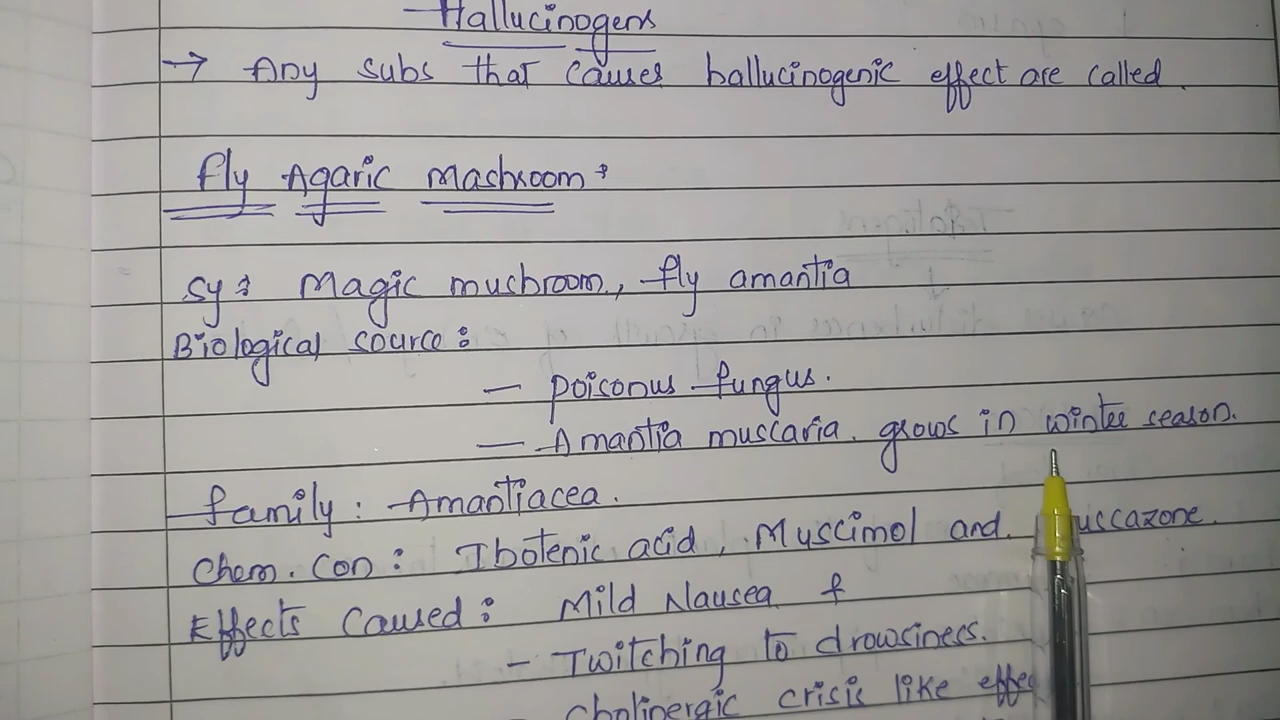 Hallucinogens
→ Any subs that causes hallucinogenic effect are called.
Fly Agaric mashroom :
Sy : Magic muchroom, fly amantia
Biological source :
— Poisonus fungus.
— Amantia muscaria. grows in winter season.
family : Amantiacea.
Chem. Con : Ibotenic acid, Muscimol and uccazone.
Effects Caused : Mild Nausea &
- Twitching to drowsiness.
cholinergic crisis like effec